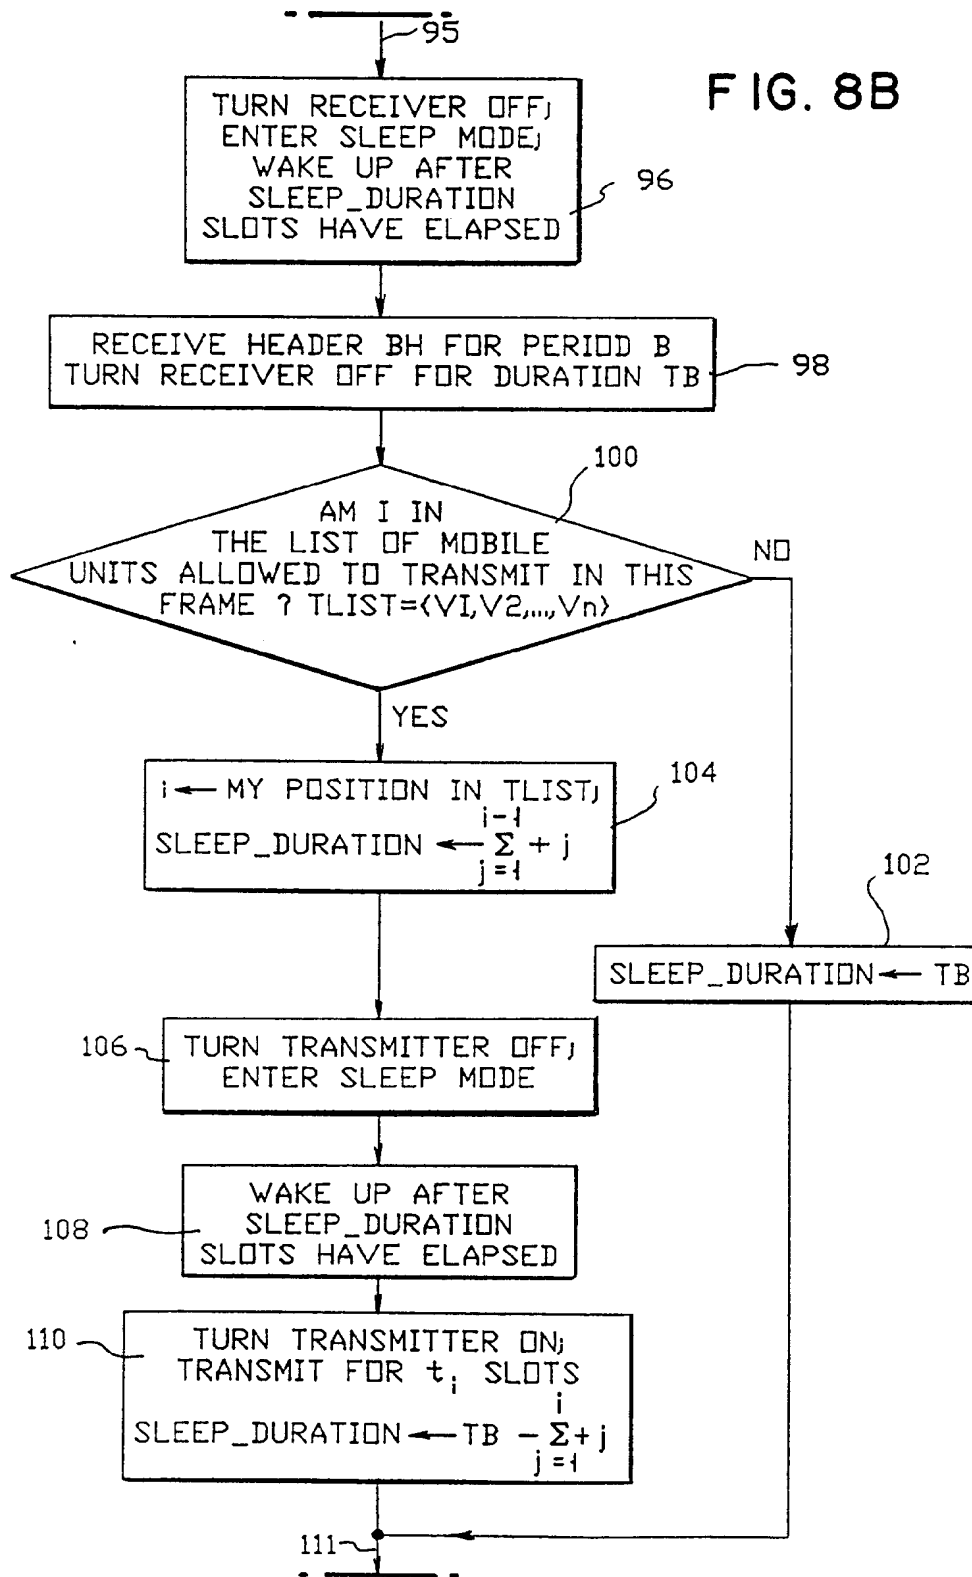 95
FIG. 8B
TURN RECEIVER OFF;
ENTER SLEEP MODE;
WAKE UP AFTER
SLEEP_DURATION
SLOTS HAVE ELAPSED
96
RECEIVE HEADER BH FOR PERIOD B
TURN RECEIVER OFF FOR DURATION TB
98
100
AM I IN
THE LIST OF MOBILE
UNITS ALLOWED TO TRANSMIT IN THIS
FRAME ? TLIST=<V1,V2,...,Vn>
NO
YES
i ← MY POSITION IN TLIST;
i-1
SLEEP_DURATION ← Σ + j
j=1
104
102
SLEEP_DURATION ← TB
106
TURN TRANSMITTER OFF;
ENTER SLEEP MODE
WAKE UP AFTER
SLEEP_DURATION
SLOTS HAVE ELAPSED
108
110
TURN TRANSMITTER ON;
TRANSMIT FOR ti SLOTS
i
SLEEP_DURATION ← TB - Σ + j
j=1
111